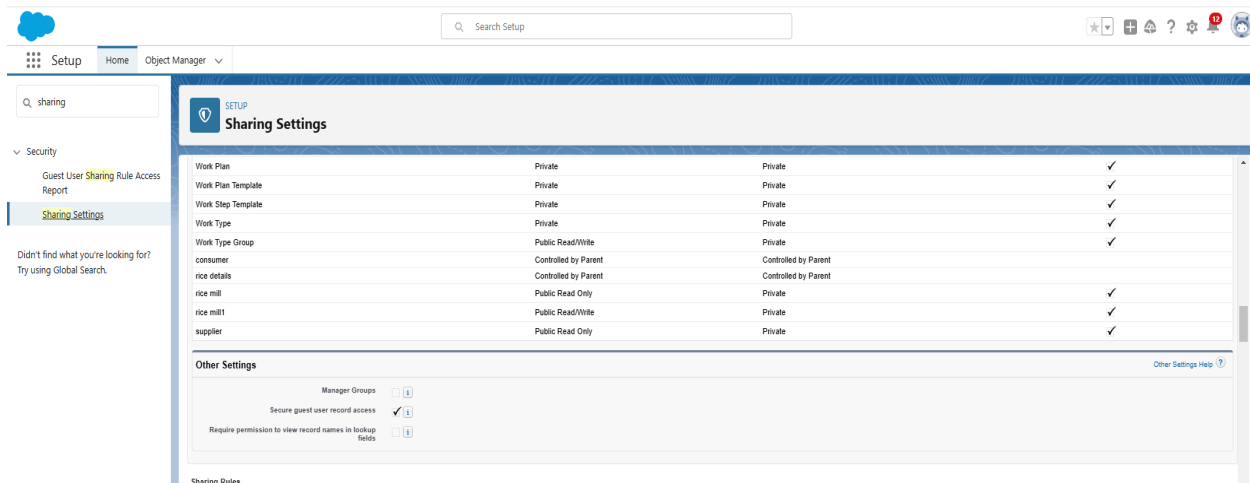 Search Setup
12
Setup Home Object Manager
sharing
SETUP
Sharing Settings
Security
Guest User Sharing Rule Access
Report
Sharing Settings
Didn't find what you're looking for?
Try using Global Search.
Work Plan Private Private
Work Plan Template Private Private
Work Step Template Private Private
Work Type Private Private
Work Type Group Public Read/Write Private
consumer Controlled by Parent Controlled by Parent
rice details Controlled by Parent Controlled by Parent
rice mill Public Read Only Private
rice mill1 Public Read/Write Private
supplier Public Read Only Private
Other Settings Other Settings Help ?
Manager Groups i
Secure guest user record access i
Require permission to view record names in lookup i
fields
Sharing Rules